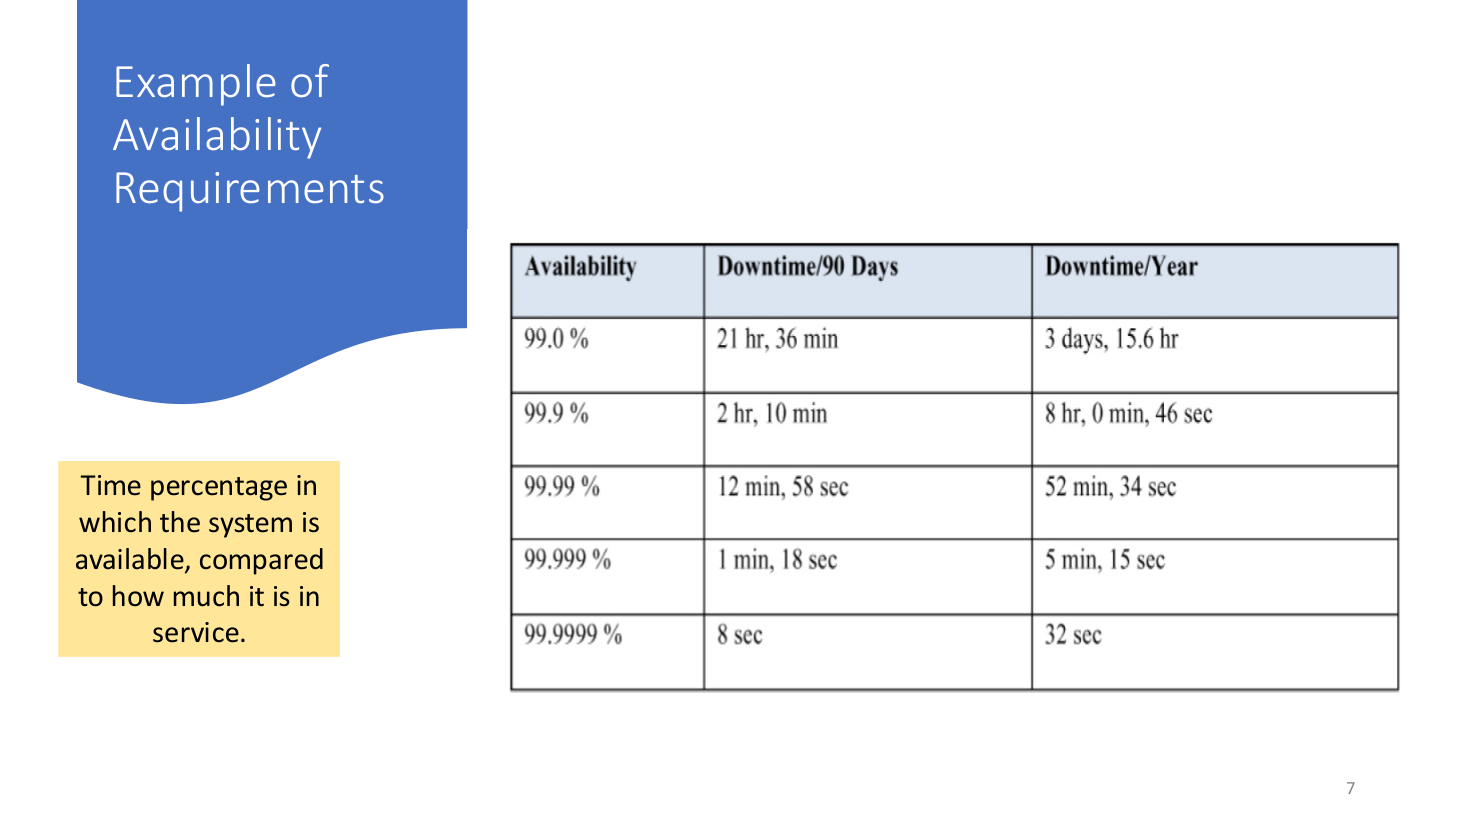 Example of
Availability
Requirements
Availability Downtime/90 Days Downtime/Year
99.0 % 21 hr, 36 min 3 days, 15.6 hr
99.9 % 2 hr, 10 min 8 hr, 0 min, 46 sec
99.99 % 12 min, 58 sec 52 min, 34 sec
99.999 % 1 min, 18 sec 5 min, 15 sec
99.9999 % 8 sec 32 sec
Time percentage in
which the system is
available, compared
to how much it is in
service.
7